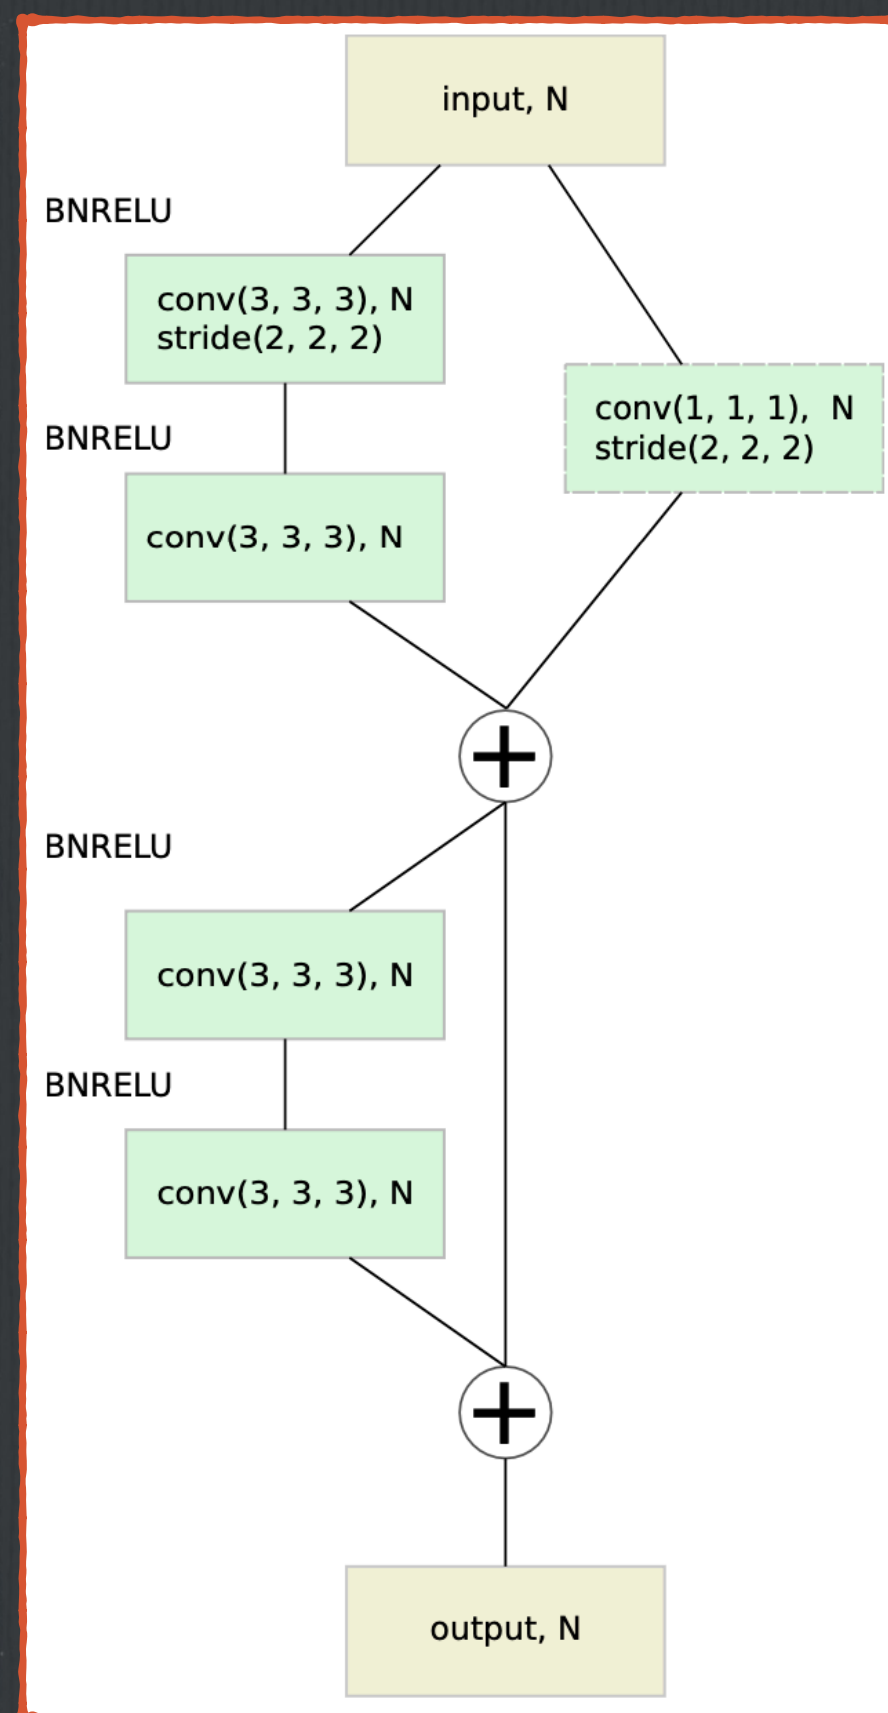 input, N
BNRELU
conv(3, 3, 3), N
stride(2, 2, 2)
conv(1, 1, 1),  N
stride(2, 2, 2)
BNRELU
conv(3, 3, 3), N
BNRELU
conv(3, 3, 3), N
BNRELU
conv(3, 3, 3), N
output, N